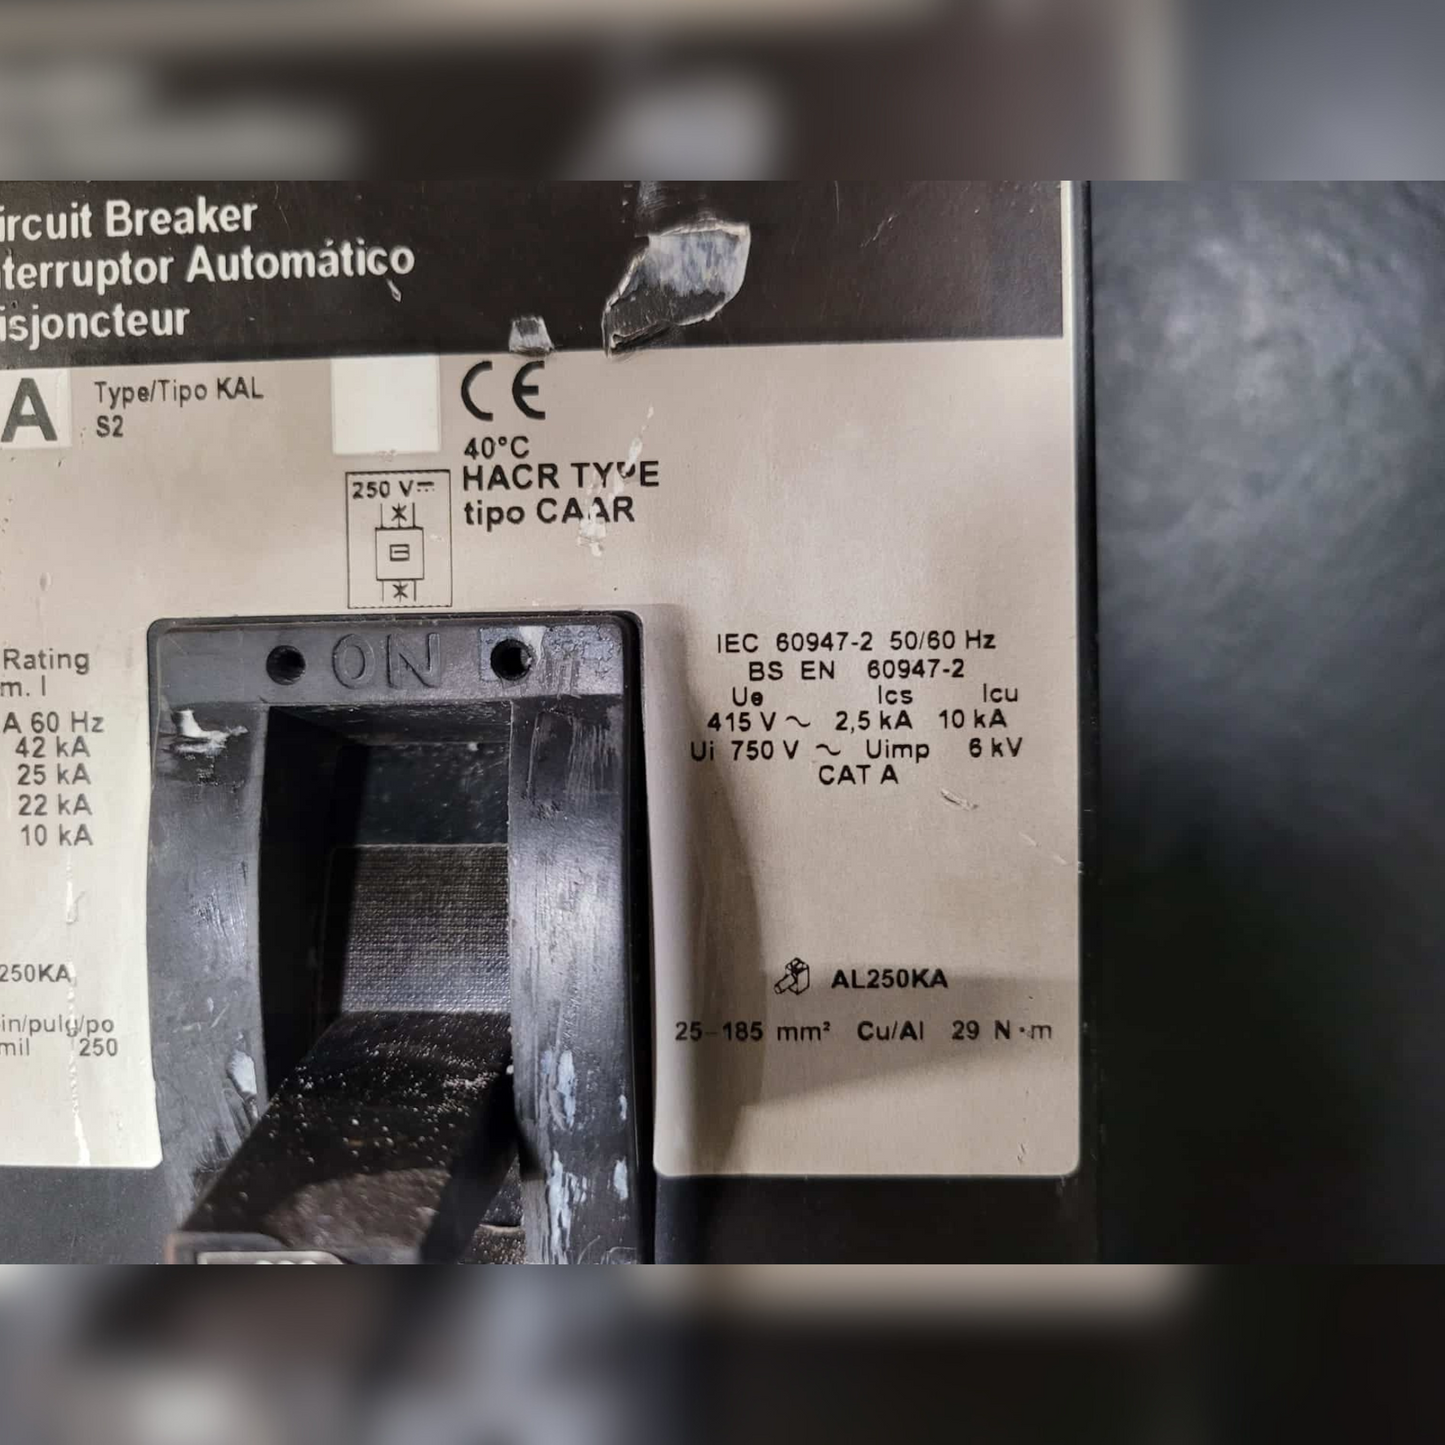 ircuit Breaker
nterruptor Automático
isjoncteur
A
Type/Tipo KAL
S2
CE
40°C
HACR TYPE
tipo CAAR
250 V⎓
ON
Rating
m. I
A 60 Hz
42 kA
25 kA
22 kA
10 kA
250KA
in/pulg/po
mil 250
IEC 60947-2 50/60 Hz
BS EN 60947-2
Ue Ics Icu
415 V ~ 2,5 kA 10 kA
Ui 750 V ~ Uimp 6 kV
CAT A
AL250KA
25-185 mm² Cu/Al 29 N·m